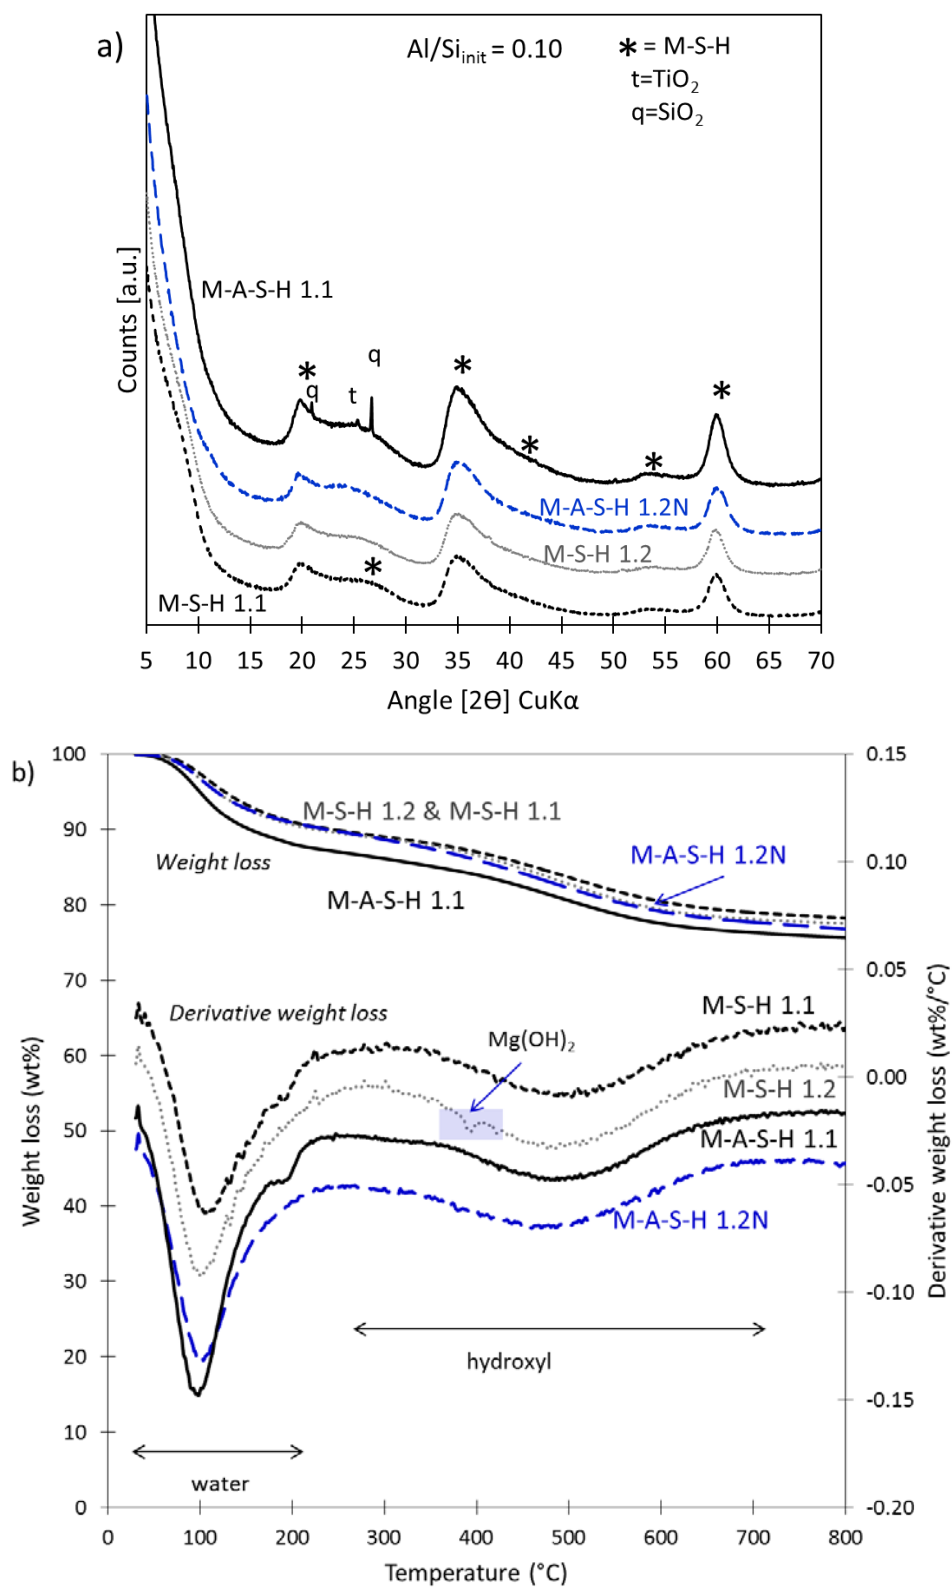 a)
Al/Si_init = 0.10
* = M-S-H
t=TiO₂
q=SiO₂
Counts [a.u.]
M-A-S-H 1.1
*
q
t
q
*
*
*
*
M-A-S-H 1.2N
M-S-H 1.2
*
M-S-H 1.1
5 10 15 20 25 30 35 40 45 50 55 60 65 70
Angle [2Θ] CuKα
b)
100
90
80
70
60
50
40
30
20
10
0
Weight loss (wt%)
0.15
0.10
0.05
0.00
-0.05
-0.10
-0.15
-0.20
Derivative weight loss (wt%/°C)
M-S-H 1.2 & M-S-H 1.1
Weight loss
M-A-S-H 1.2N
M-A-S-H 1.1
Derivative weight loss
M-S-H 1.1
Mg(OH)₂
M-S-H 1.2
M-A-S-H 1.1
M-A-S-H 1.2N
hydroxyl
water
0 100 200 300 400 500 600 700 800
Temperature (°C)